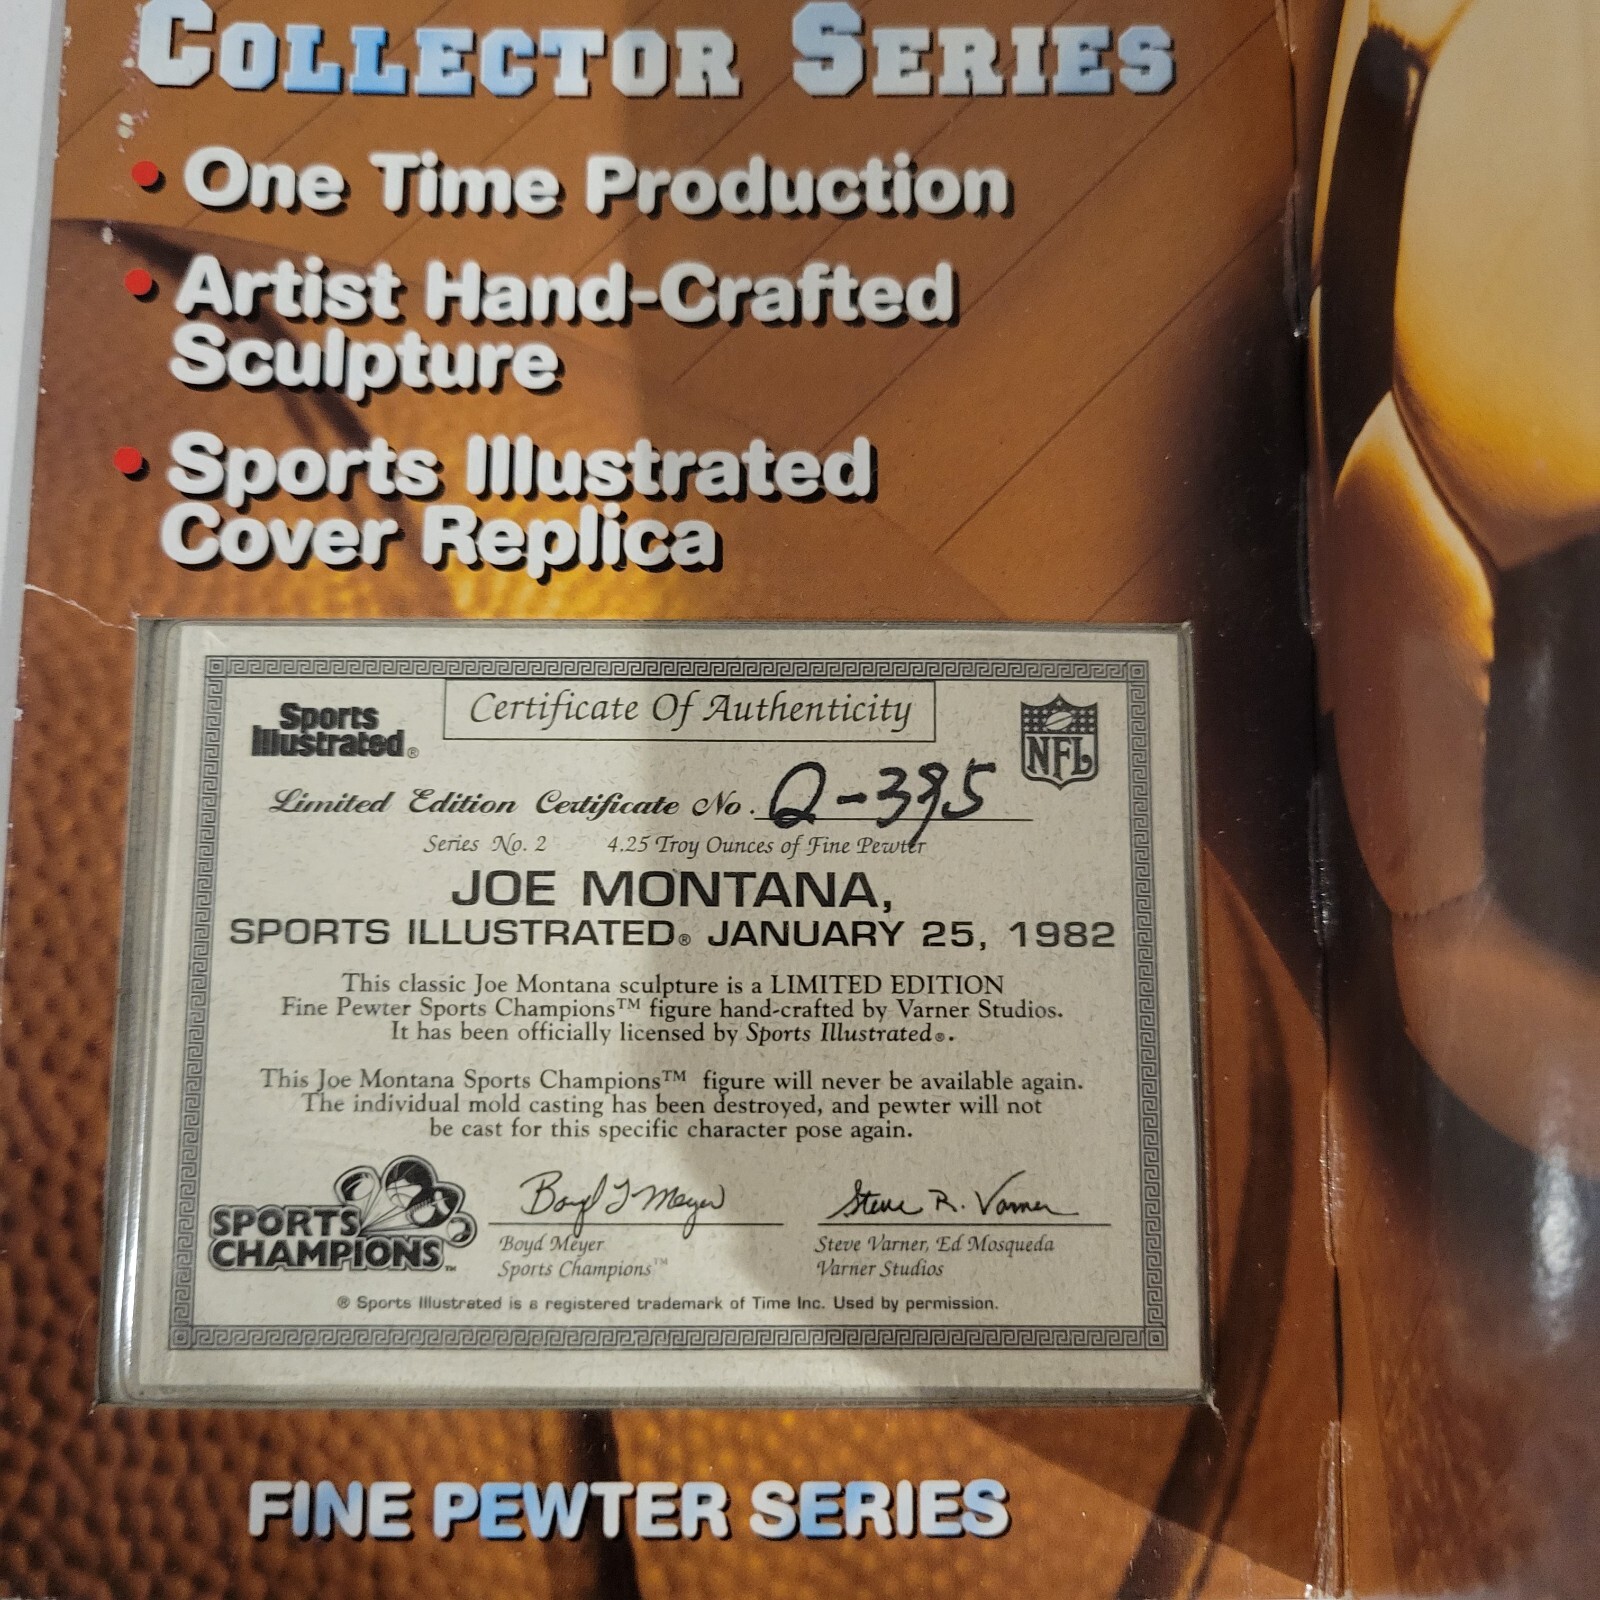 COLLECTOR SERIES
• One Time Production
• Artist Hand-Crafted
Sculpture
• Sports Illustrated
Cover Replica
Sports
Illustrated®
Certificate Of Authenticity
NFL
Limited Edition Certificate No. Q-395
Series No. 2 4.25 Troy Ounces of Fine Pewter
JOE MONTANA,
SPORTS ILLUSTRATED® JANUARY 25, 1982
This classic Joe Montana sculpture is a LIMITED EDITION
Fine Pewter Sports Champions™ figure hand-crafted by Varner Studios.
It has been officially licensed by Sports Illustrated®.
This Joe Montana Sports Champions™ figure will never be available again.
The individual mold casting has been destroyed, and pewter will not
be cast for this specific character pose again.
SPORTS
CHAMPIONS™
Boyd J Meyer
Boyd Meyer
Sports Champions™
Steve R. Varner
Steve Varner, Ed Mosqueda
Varner Studios
® Sports Illustrated is a registered trademark of Time Inc. Used by permission.
FINE PEWTER SERIES